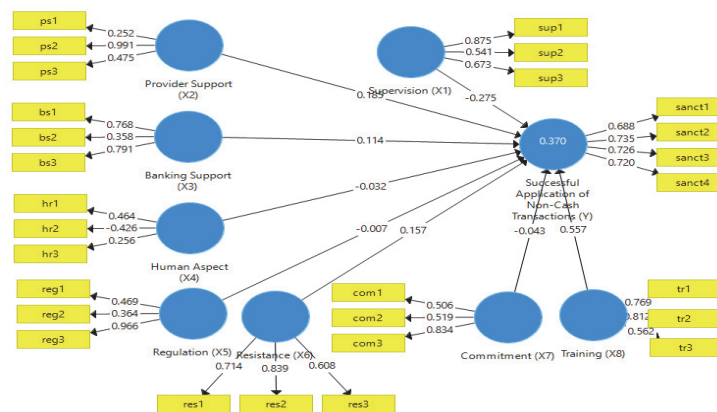 ps1
ps2
ps3
0.252
0.991
0.475
Provider Support
(X2)
sup1
sup2
sup3
0.875
0.541
0.673
Supervision (X1)
0.185
-0.275
bs1
bs2
bs3
0.768
0.358
0.791
Banking Support
(X3)
0.114
0.370
Successful
Application of
Non-Cash
Transactions (Y)
sanct1
sanct2
sanct3
sanct4
0.688
0.735
0.726
0.720
hr1
hr2
hr3
0.464
-0.426
0.256
Human Aspect
(X4)
-0.032
-0.007
0.157
-0.043
0.557
reg1
reg2
reg3
0.469
0.364
0.966
Regulation (X5)
Resistance (X6)
0.714
0.839
0.608
res1
res2
res3
com1
com2
com3
0.506
0.519
0.834
Commitment (X7)
Training (X8)
0.769
0.812
0.562
tr1
tr2
tr3